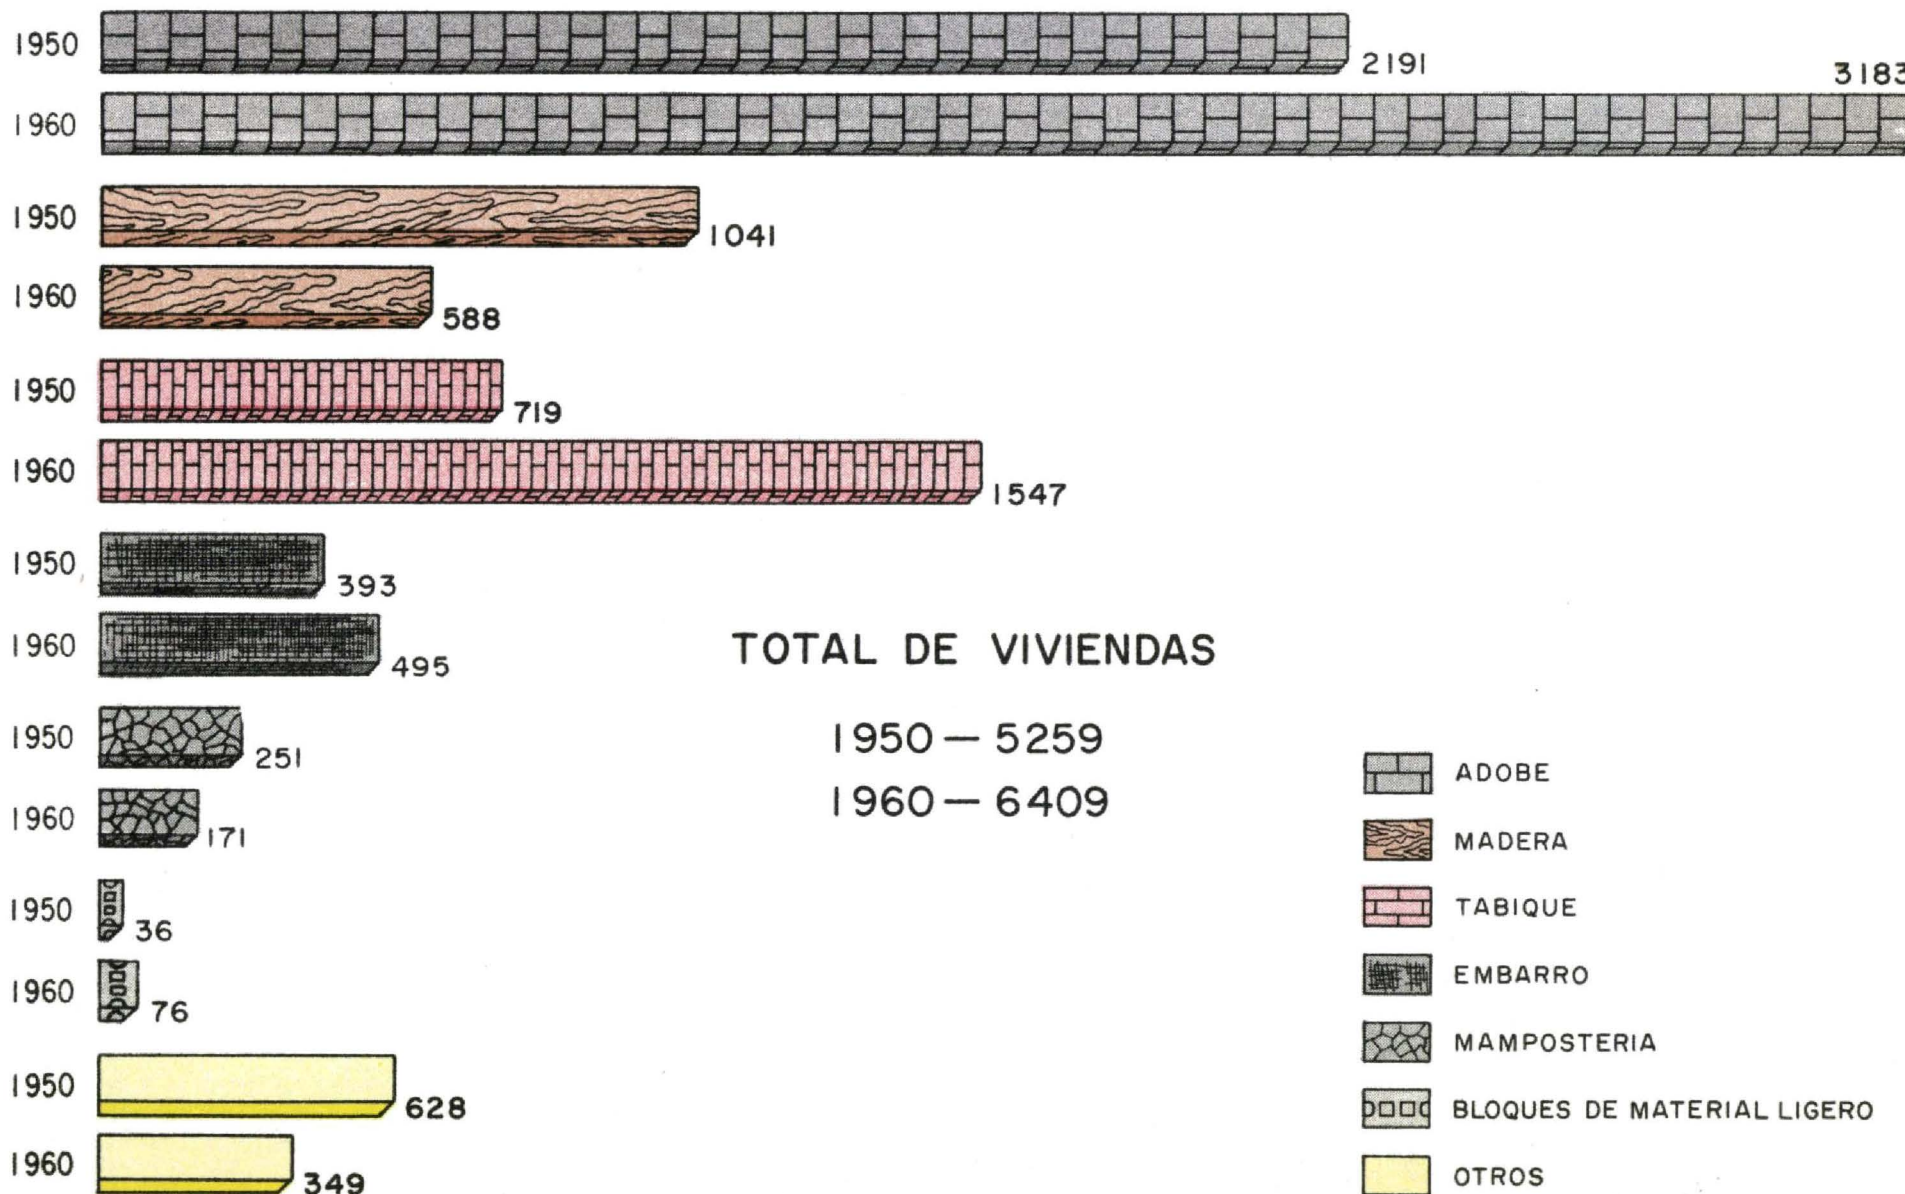 1950 2191
3183
1960
1950 1041
1960 588
1950 719
1960 1547
1950 393
1960 495
1950 251
1960 171
1950 36
1960 76
1950 628
1960 349
TOTAL DE VIVIENDAS
1950 — 5259
1960 — 6409
ADOBE
MADERA
TABIQUE
EMBARRO
MAMPOSTERIA
BLOQUES DE MATERIAL LIGERO
OTROS